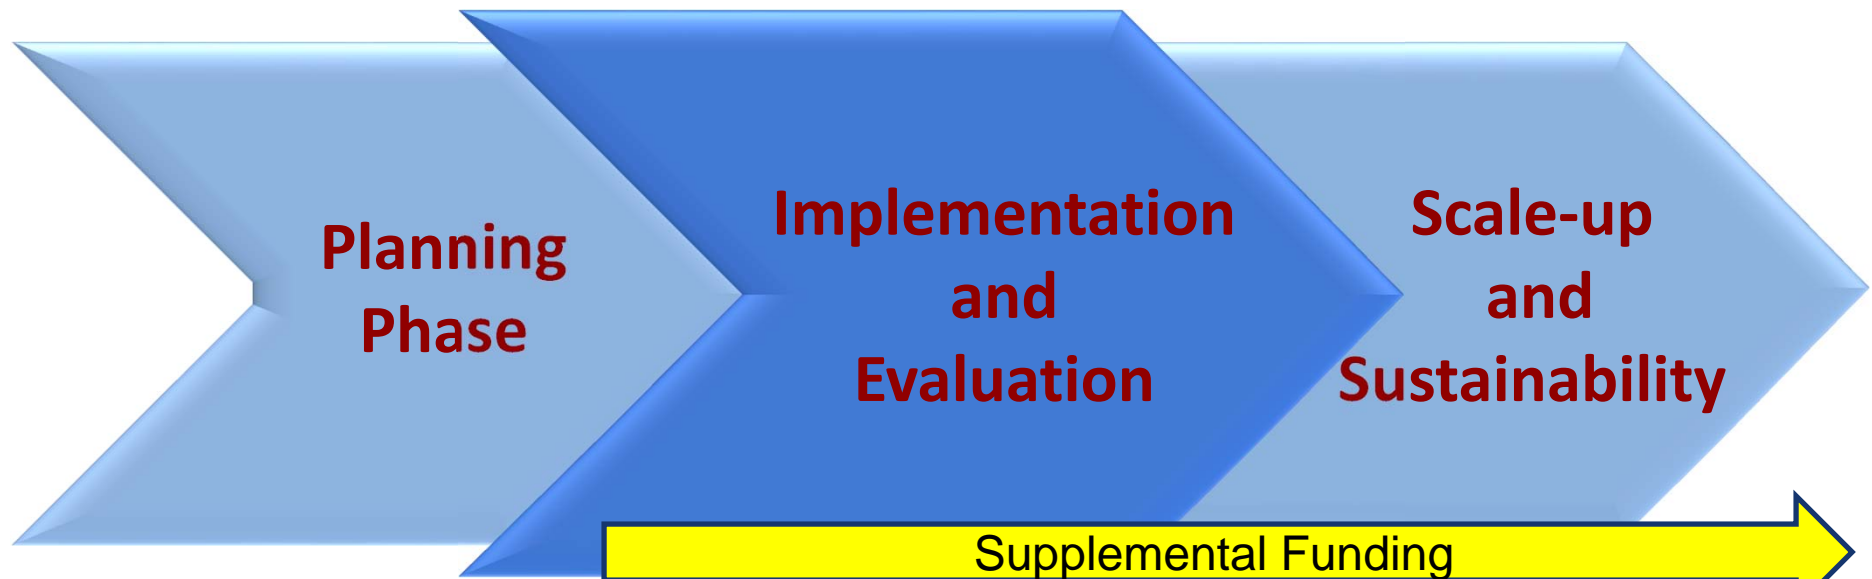 Planning
Phase
Implementation
and
Evaluation
Scale-up
and
Sustainability
Supplemental Funding